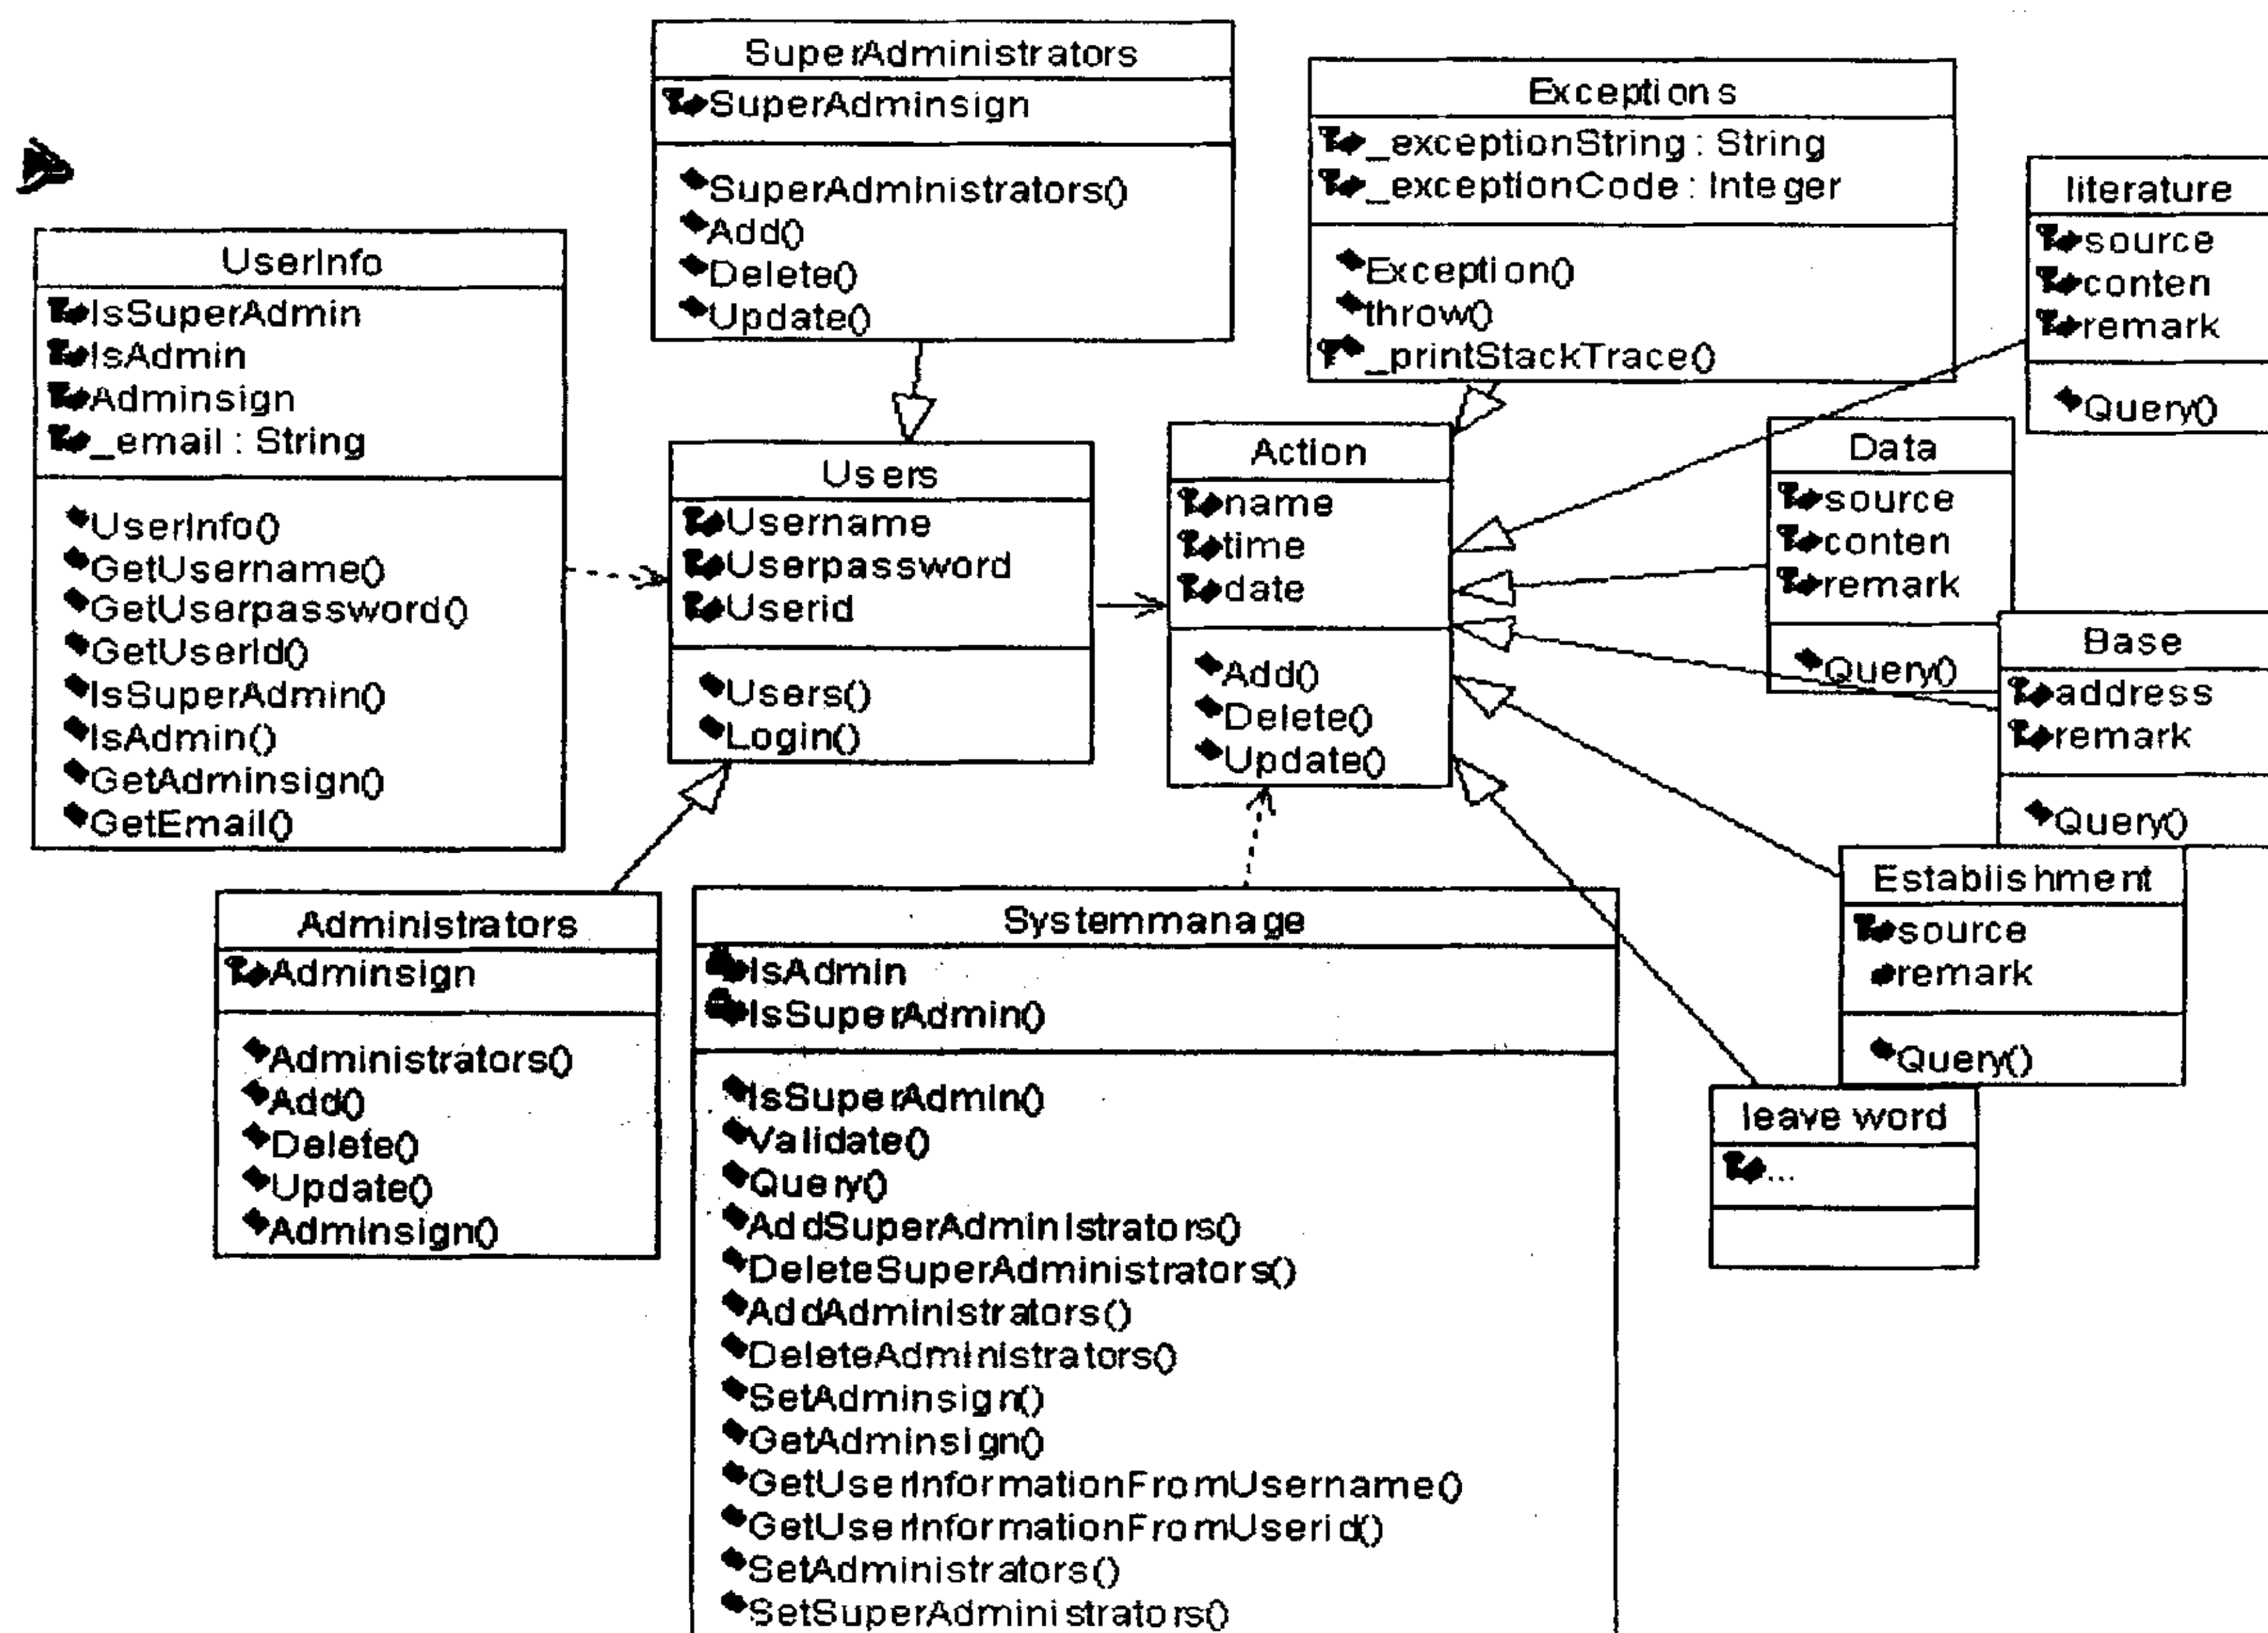 SuperAdministrators
SuperAdminsign
SuperAdministrators()
Add()
Delete()
Update()
Exceptions
_exceptionString : String
_exceptionCode : Integer
Exception()
throw()
_printStackTrace()
literature
source
conten
remark
Query()
UserInfo
IsSuperAdmin
IsAdmin
Adminsign
_email : String
UserInfo()
GetUsername()
GetUserpassword()
GetUserId()
IsSuperAdmin()
IsAdmin()
GetAdminsign()
GetEmail()
Users
Username
Userpassword
Userid
Users()
Login()
Action
name
time
date
Add()
Delete()
Update()
Data
source
conten
remark
Query()
Base
address
remark
Query()
Establishment
source
remark
Query()
leave word
...
Administrators
Adminsign
Administrators()
Add()
Delete()
Update()
Adminsign()
Systemmanage
IsAdmin
IsSuperAdmin()
IsSuperAdmin()
Validate()
Query()
AddSuperAdministrators()
DeleteSuperAdministrators()
AddAdministrators()
DeleteAdministrators()
SetAdminsign()
GetAdminsign()
GetUserInformationFromUsername()
GetUserInformationFromUserid()
SetAdministrators()
SetSuperAdministrators()